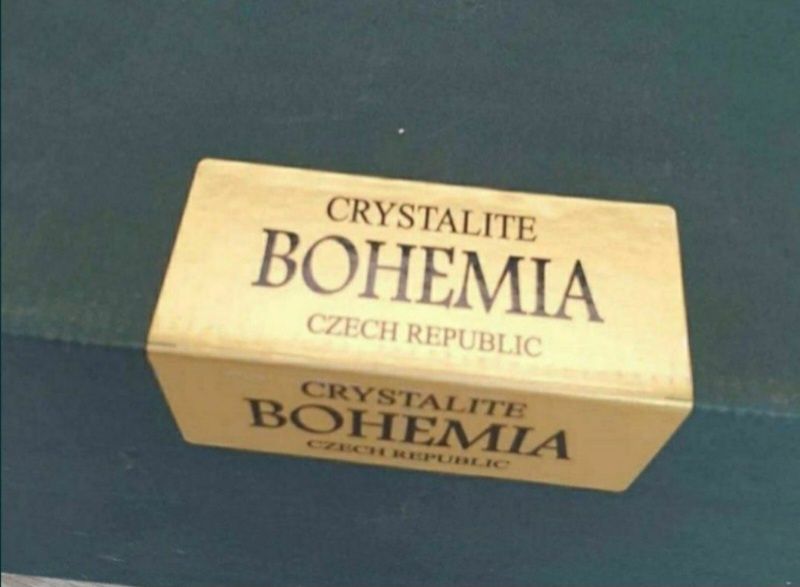 CRYSTALITE
BOHEMIA
CZECH REPUBLIC
CRYSTALITE
BOHEMIA
CZECH REPUBLIC